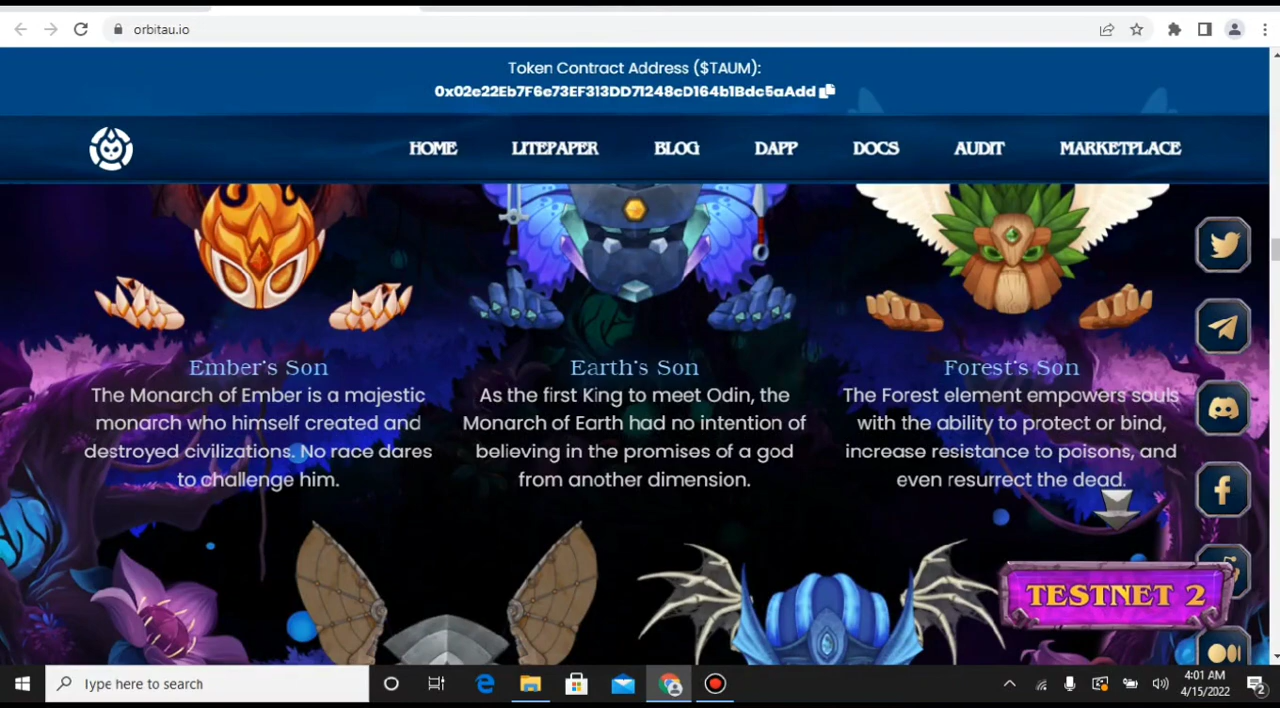 orbitau.io
Token Contract Address ($TAUM):
0x02e22Eb7F6e73EF313DD71248cD164b1Bdc5aAdd
HOME LITEPAPER BLOG DAPP DOCS AUDIT MARKETPLACE
Ember's Son
The Monarch of Ember is a majestic
monarch who himself created and
destroyed civilizations. No race dares
to challenge him.
Earth's Son
As the first King to meet Odin, the
Monarch of Earth had no intention of
believing in the promises of a god
from another dimension.
Forest's Son
The Forest element empowers souls
with the ability to protect or bind,
increase resistance to poisons, and
even resurrect the dead.
TESTNET 2
Type here to search
4:01 AM
4/15/2022
2